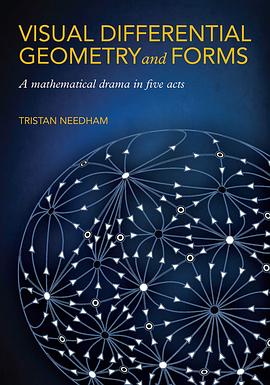 VISUAL DIFFERENTIAL
GEOMETRY and FORMS
A mathematical drama in five acts
TRISTAN NEEDHAM